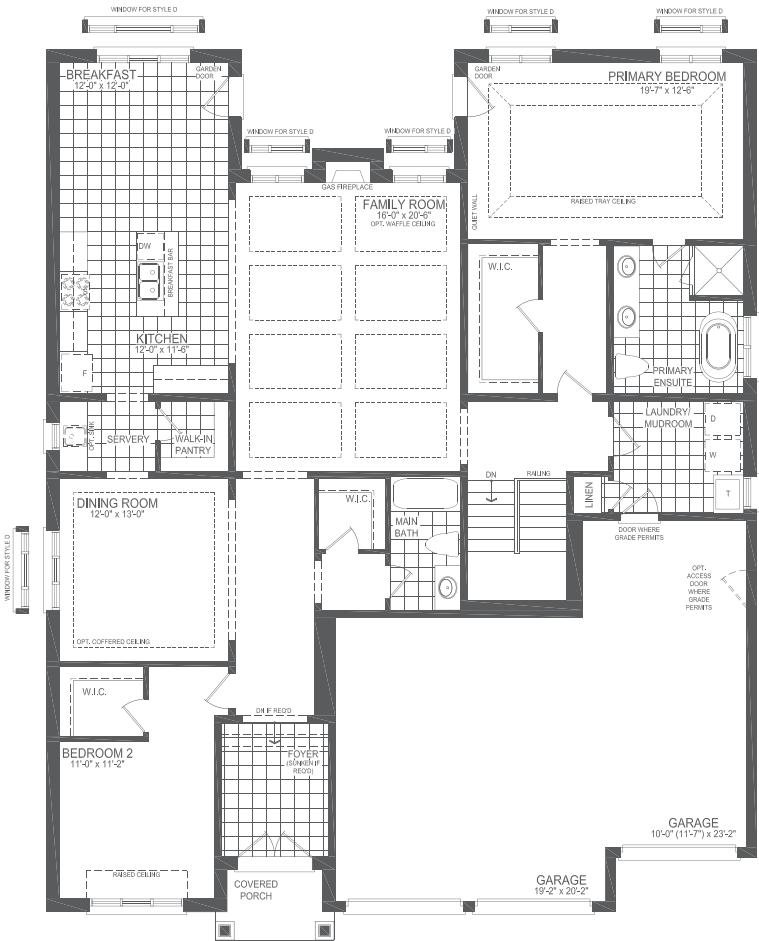 WINDOW FOR STYLE D
WINDOW FOR STYLE D
WINDOW FOR STYLE D
BREAKFAST
12'-0" x 12'-0"
GARDEN
DOOR
GARDEN
DOOR
PRIMARY BEDROOM
19'-7" x 12'-6"
WINDOW FOR STYLE D
WINDOW FOR STYLE D
GAS FIREPLACE
FAMILY ROOM
16'-0" x 20'-6"
OPT. WAFFLE CEILING
QUIET WALL
RAISED TRAY CEILING
DW
BREAKFAST BAR
W.I.C.
KITCHEN
12'-0" x 11'-6"
F
PRIMARY
ENSUITE
OPT. SINK
SERVERY
WALK-IN
PANTRY
LAUNDRY/
MUDROOM
D
W
T
DN
RAILING
LINEN
DINING ROOM
12'-0" x 13'-0"
W.I.C.
MAIN
BATH
WINDOW FOR STYLE D
DOOR WHERE
GRADE PERMITS
OPT.
ACCESS
DOOR
WHERE
GRADE
PERMITS
OPT. COFFERED CEILING
W.I.C.
DN IF REQ'D
BEDROOM 2
11'-0" x 11'-2"
FOYER
(SUNKEN IF
REQ'D)
GARAGE
10'-0" (11'-7") x 23'-2"
RAISED CEILING
COVERED
PORCH
GARAGE
19'-2" x 20'-2"